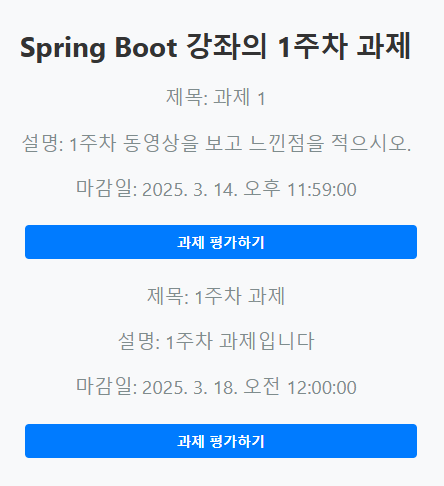 Spring Boot 강좌의 1주차 과제
제목: 과제 1
설명: 1주차 동영상을 보고 느낀점을 적으시오.
마감일: 2025. 3. 14. 오후 11:59:00
과제 평가하기
제목: 1주차 과제
설명: 1주차 과제입니다
마감일: 2025. 3. 18. 오전 12:00:00
과제 평가하기